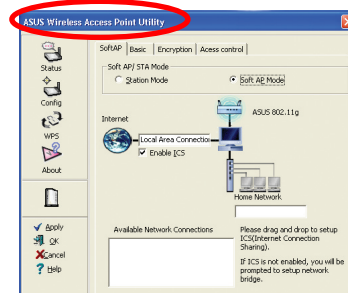 ASUS Wireless Access Point Utility
SoftAP Basic Encryption Acess control
Status
Config
WPS
About
Apply
OK
Cancel
Help
Soft AP/ STA Mode
Station Mode
Soft AP Mode
Internet
ASUS 802.11g
Local Area Connection
Enable ICS
Home Network
Available Network Connections
Please drag and drop to setup
ICS(Internet Connection
Sharing).
If ICS is not enabled, you will be
prompted to setup network
bridge.